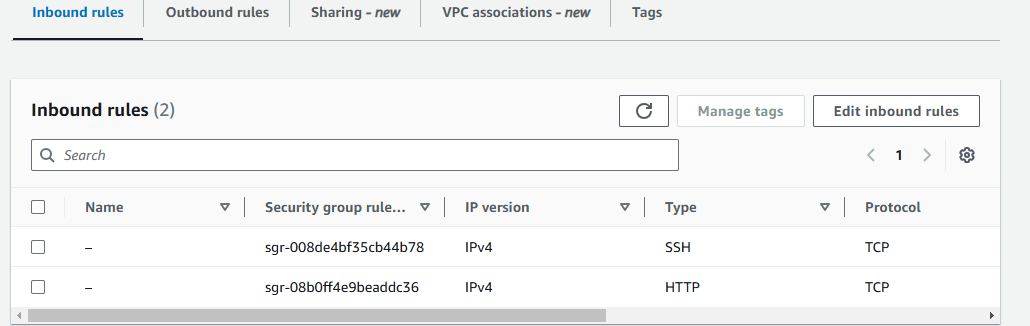 Inbound rules Outbound rules Sharing - new VPC associations - new Tags
Inbound rules (2) Manage tags Edit inbound rules
Search 1
Name Security group rule... IP version Type Protocol
– sgr-008de4bf35cb44b78 IPv4 SSH TCP
– sgr-08b0ff4e9beaddc36 IPv4 HTTP TCP